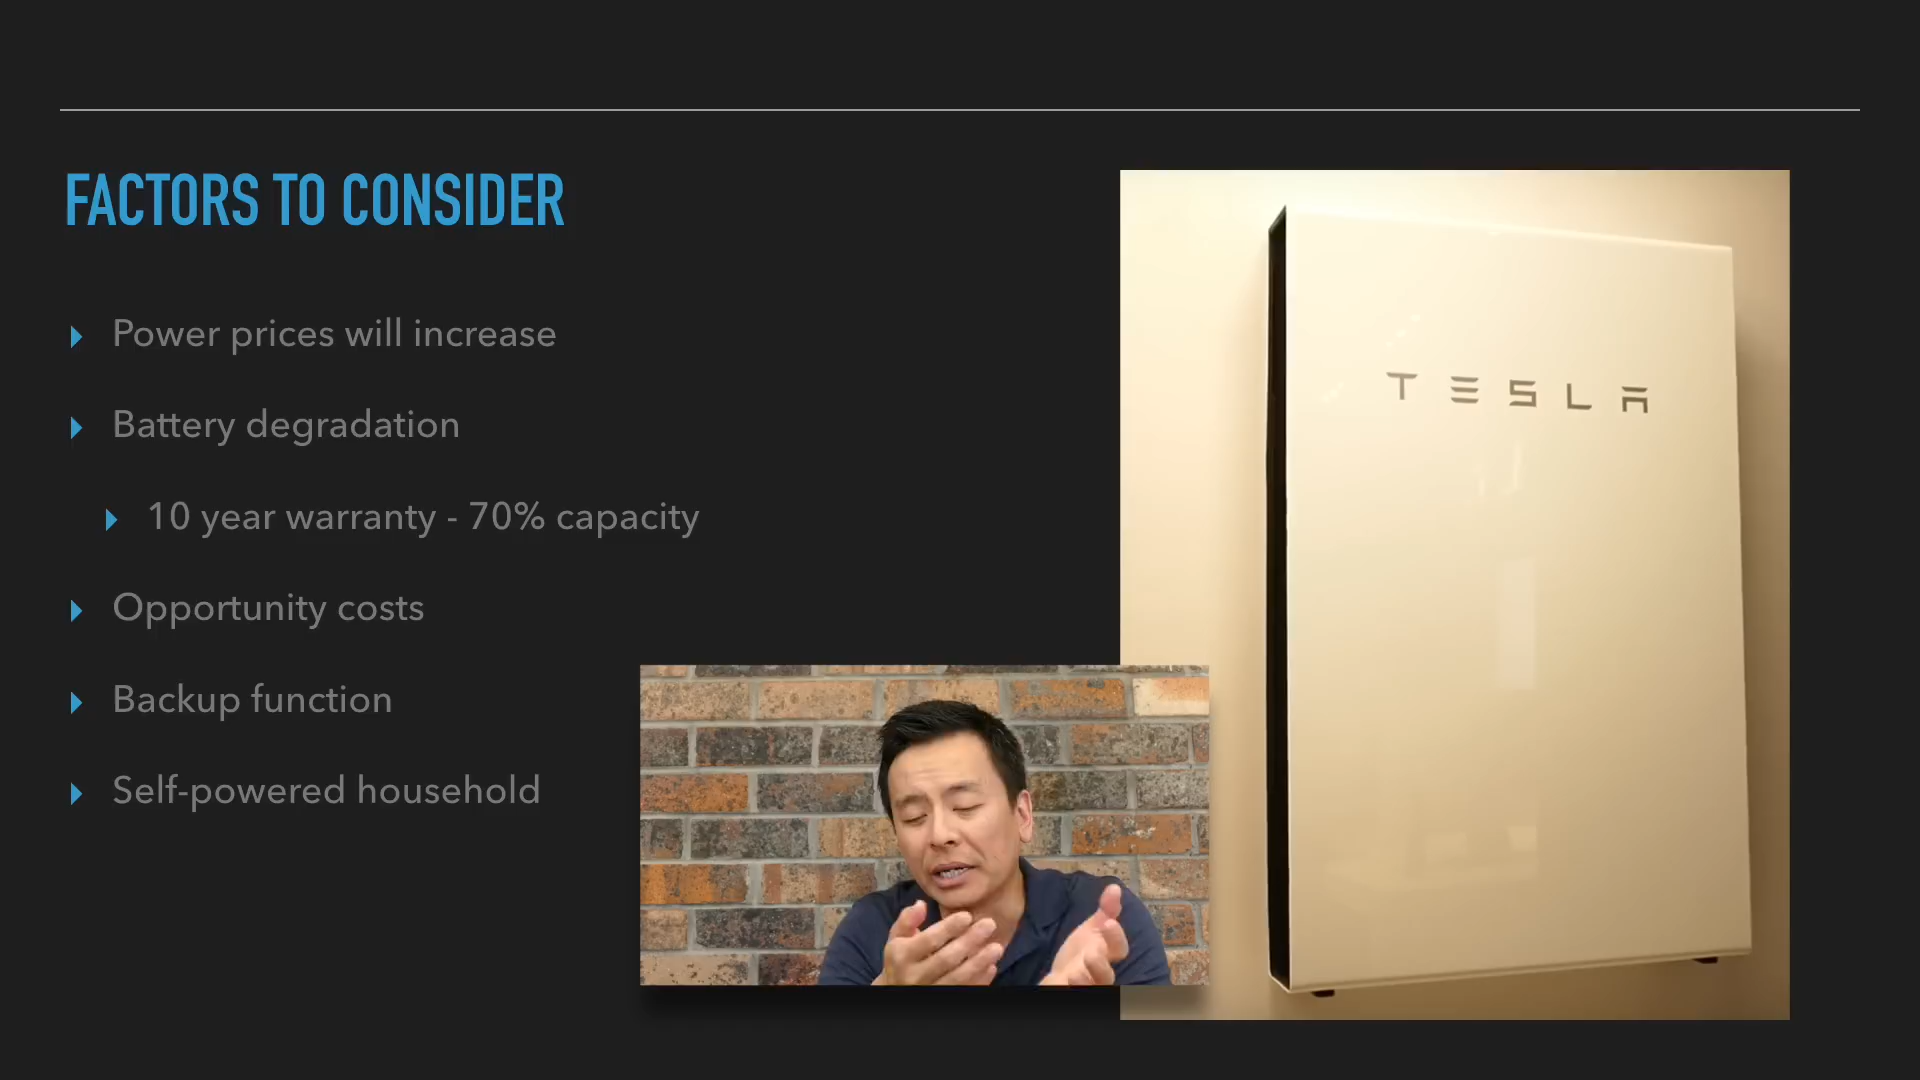 FACTORS TO CONSIDER
Power prices will increase
Battery degradation
10 year warranty - 70% capacity
Opportunity costs
Backup function
Self-powered household
TESLA